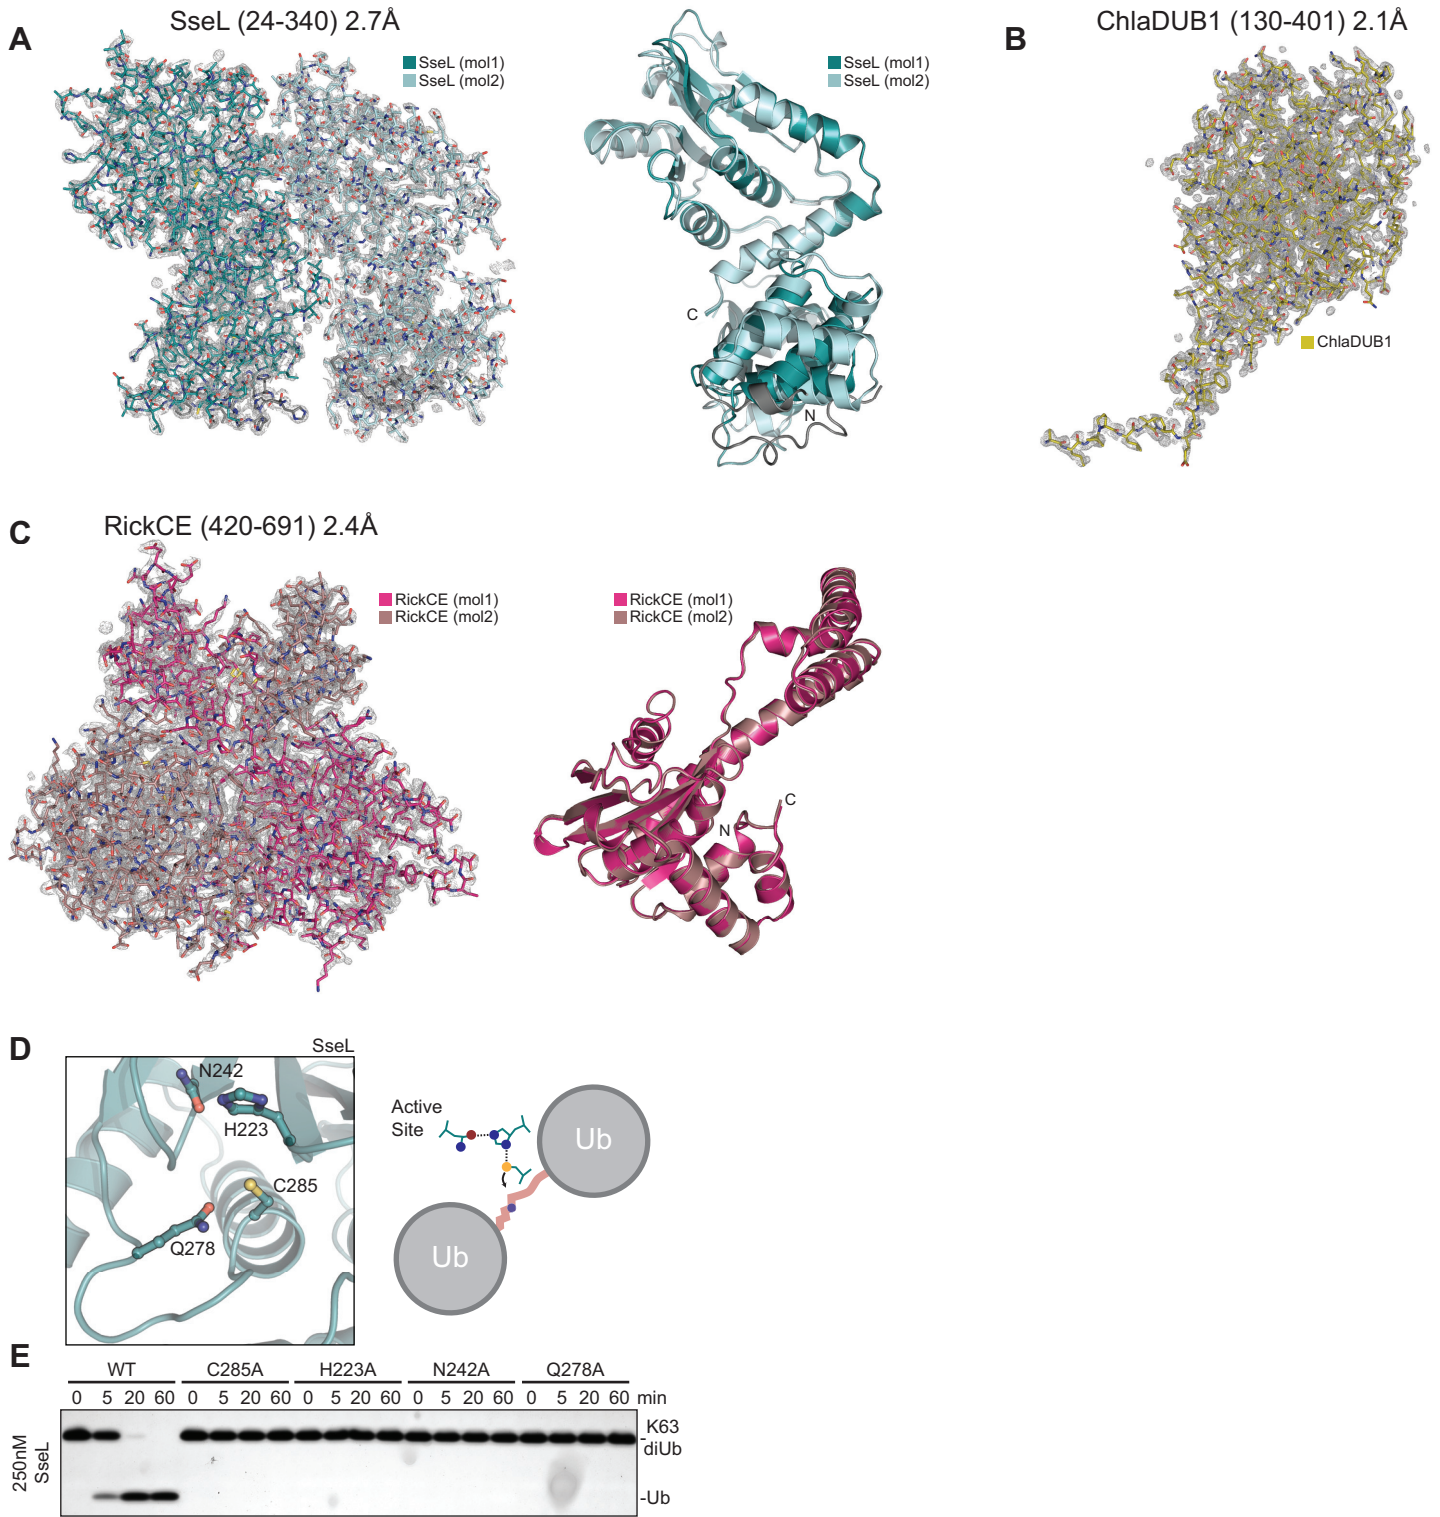 A
SseL (24-340) 2.7Å
SseL (mol1)
SseL (mol2)
SseL (mol1)
SseL (mol2)
C
N
B
ChlaDUB1 (130-401) 2.1Å
ChlaDUB1
C
RickCE (420-691) 2.4Å
RickCE (mol1)
RickCE (mol2)
RickCE (mol1)
RickCE (mol2)
C
N
D
SseL
N242
H223
C285
Q278
Active
Site
Ub
Ub
E
WT C285A H223A N242A Q278A
0 5 20 60 0 5 20 60 0 5 20 60 0 5 20 60 0 5 20 60 min
250nM
SseL
-K63
diUb
-Ub